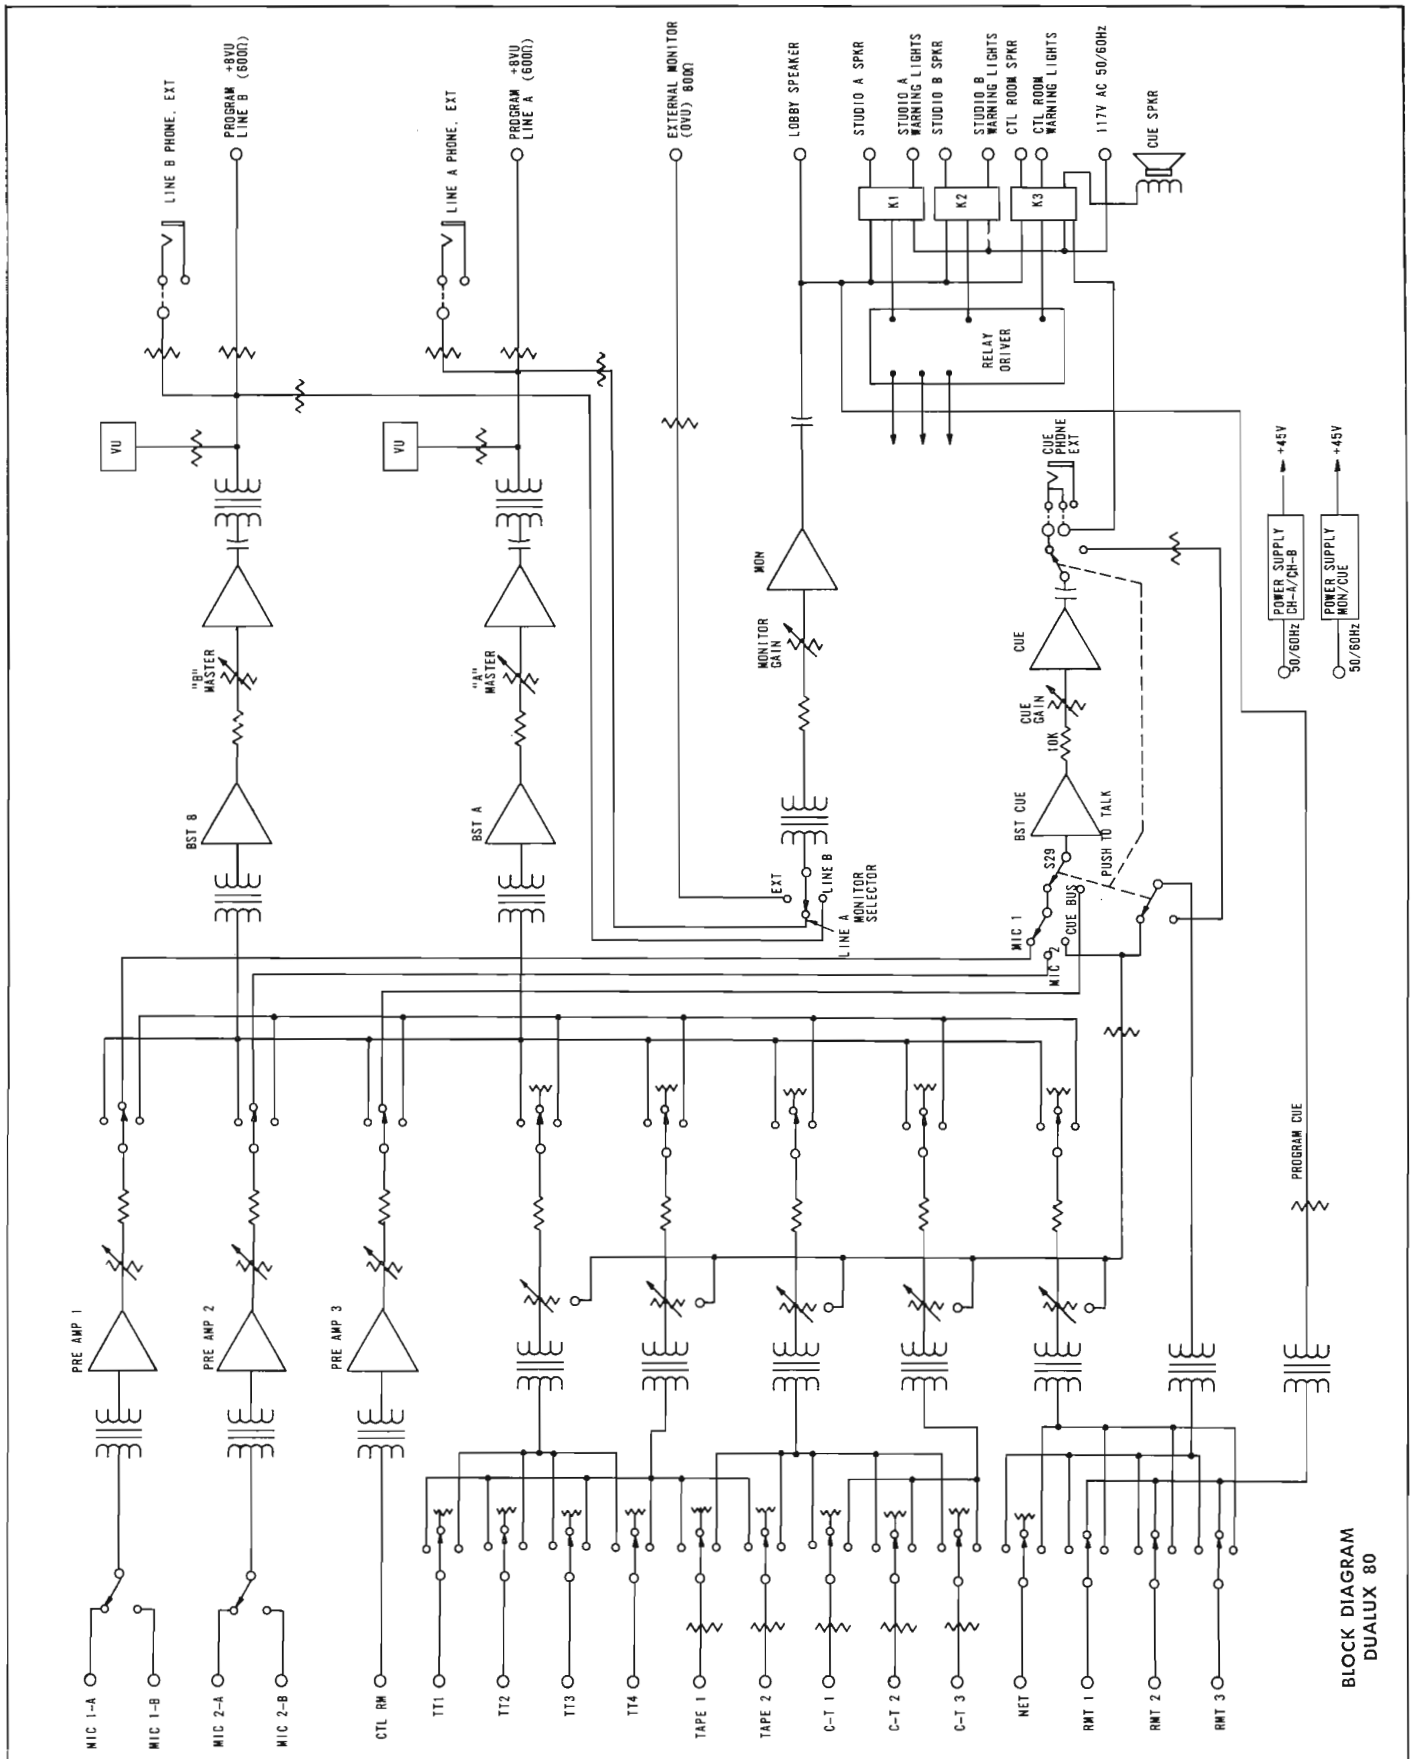 MIC 1-A
MIC 1-B
MIC 2-A
MIC 2-B
CTL RM
TT1
TT2
TT3
TT4
TAPE 1
TAPE 2
C-T 1
C-T 2
C-T 3
NET
RMT 1
RMT 2
RMT 3
PRE AMP 1
PRE AMP 2
PRE AMP 3
BST B
BST A
"B"
MASTER
"A"
MASTER
VU
VU
LINE B PHONE. EXT
PROGRAM +8VU
LINE B (600Ω)
LINE A PHONE. EXT
PROGRAM +8VU
LINE A (600Ω)
EXTERNAL MONITOR
(0VU) 600Ω
EXT
LINE B
LINE A
MONITOR
SELECTOR
MONITOR
GAIN
MON
LOBBY SPEAKER
STUDIO A SPKR
STUDIO A
WARNING LIGHTS
STUDIO B SPKR
STUDIO B
WARNING LIGHTS
CTL ROOM SPKR
CTL ROOM
WARNING LIGHTS
117V AC 50/60Hz
CUE SPKR
K1
K2
K3
RELAY
DRIVER
MIC 1
MIC 2
CUE BUS
S29
PUSH TO TALK
BST CUE
10K
CUE
GAIN
CUE
CUE
PHONE
EXT
PROGRAM CUE
50/60Hz
POWER SUPPLY
CH-A/CH-B
+45V
50/60Hz
POWER SUPPLY
MON/CUE
+45V
BLOCK DIAGRAM
DUALUX 80